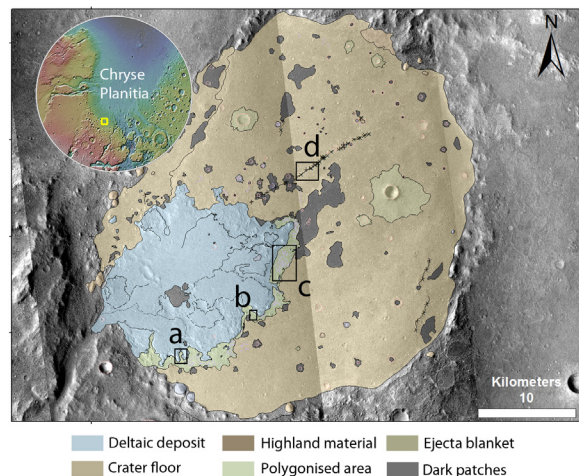 Chryse
Planitia
N
d
c
b
a
Kilometers
10
Deltaic deposit
Highland material
Ejecta blanket
Crater floor
Polygonised area
Dark patches